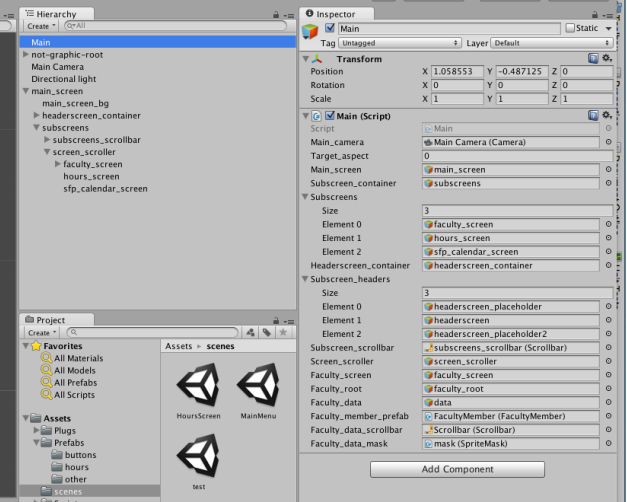 Hierarchy
Create
All
Main
not-graphic-root
Main Camera
Directional light
main_screen
main_screen_bg
headerscreen_container
subscreens
subscreens_scrollbar
screen_scroller
faculty_screen
hours_screen
sfp_calendar_screen
Project
Create
Favorites
All Materials
All Models
All Prefabs
All Scripts
Assets
Plugs
Prefabs
buttons
hours
other
scenes
Assets scenes
HoursScreen MainMenu
test
Inspector
Main Static
Tag Untagged Layer Default
Transform
Position X 1.058553 Y -0.487125 Z 0
Rotation X 0 Y 0 Z 0
Scale X 1 Y 1 Z 1
Main (Script)
Script Main
Main_camera Main Camera (Camera)
Target_aspect 0
Main_screen main_screen
Subscreen_container subscreens
Subscreens
Size 3
Element 0 faculty_screen
Element 1 hours_screen
Element 2 sfp_calendar_screen
Headerscreen_container headerscreen_container
Subscreen_headers
Size 3
Element 0 headerscreen_placeholder
Element 1 headerscreen
Element 2 headerscreen_placeholder2
Subscreen_scrollbar subscreens_scrollbar (Scrollbar)
Screen_scroller screen_scroller
Faculty_screen faculty_screen
Faculty_root faculty_root
Faculty_data data
Faculty_member_prefab FacultyMember (FacultyMember)
Faculty_data_scrollbar Scrollbar (Scrollbar)
Faculty_data_mask mask (SpriteMask)
Add Component